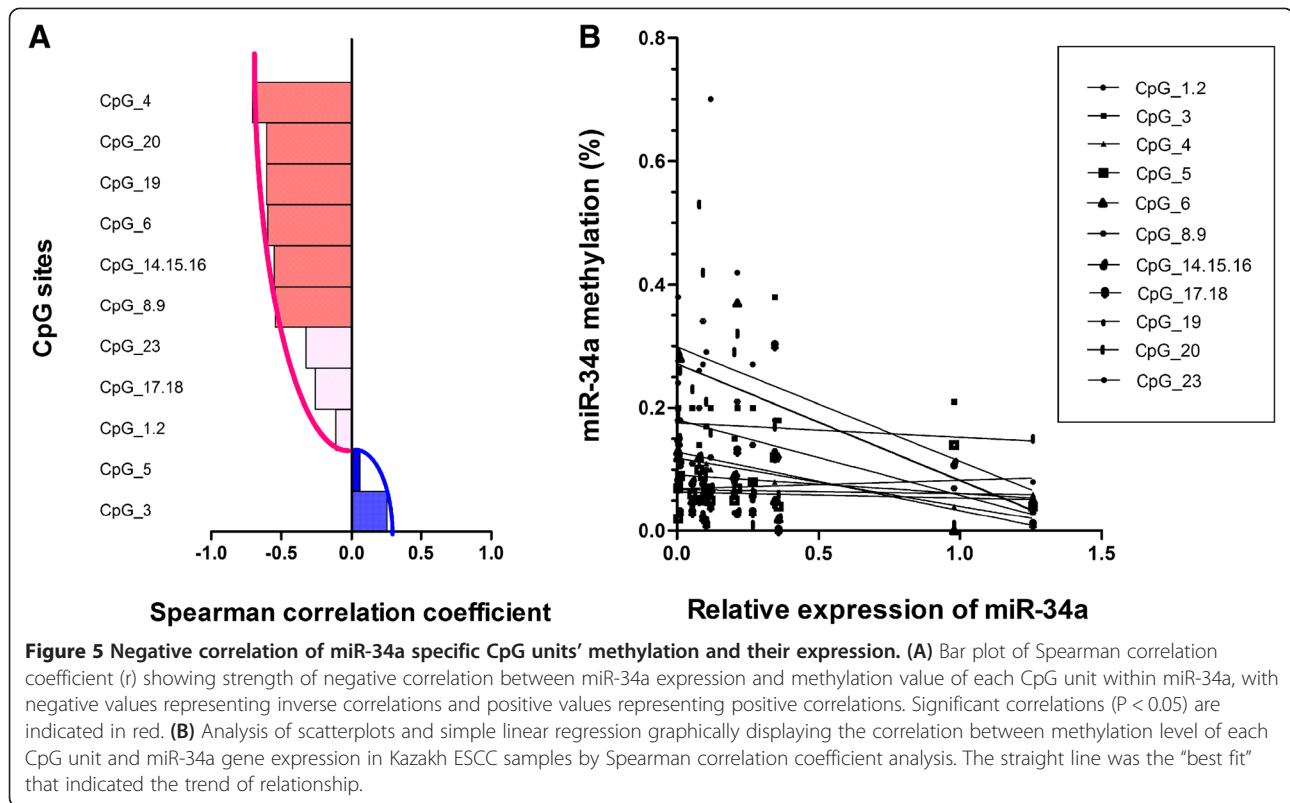 A
CpG sites
CpG_4
CpG_20
CpG_19
CpG_6
CpG_14.15.16
CpG_8.9
CpG_23
CpG_17.18
CpG_1.2
CpG_5
CpG_3
-1.0 -0.5 0.0 0.5 1.0
Spearman correlation coefficient
B
miR-34a methylation (%)
0.8
0.6
0.4
0.2
0.0
0.0 0.5 1.0 1.5
Relative expression of miR-34a
CpG_1.2
CpG_3
CpG_4
CpG_5
CpG_6
CpG_8.9
CpG_14.15.16
CpG_17.18
CpG_19
CpG_20
CpG_23
Figure 5 Negative correlation of miR-34a specific CpG units’ methylation and their expression. (A) Bar plot of Spearman correlation
coefficient (r) showing strength of negative correlation between miR-34a expression and methylation value of each CpG unit within miR-34a, with
negative values representing inverse correlations and positive values representing positive correlations. Significant correlations (P < 0.05) are
indicated in red. (B) Analysis of scatterplots and simple linear regression graphically displaying the correlation between methylation level of each
CpG unit and miR-34a gene expression in Kazakh ESCC samples by Spearman correlation coefficient analysis. The straight line was the “best fit”
that indicated the trend of relationship.